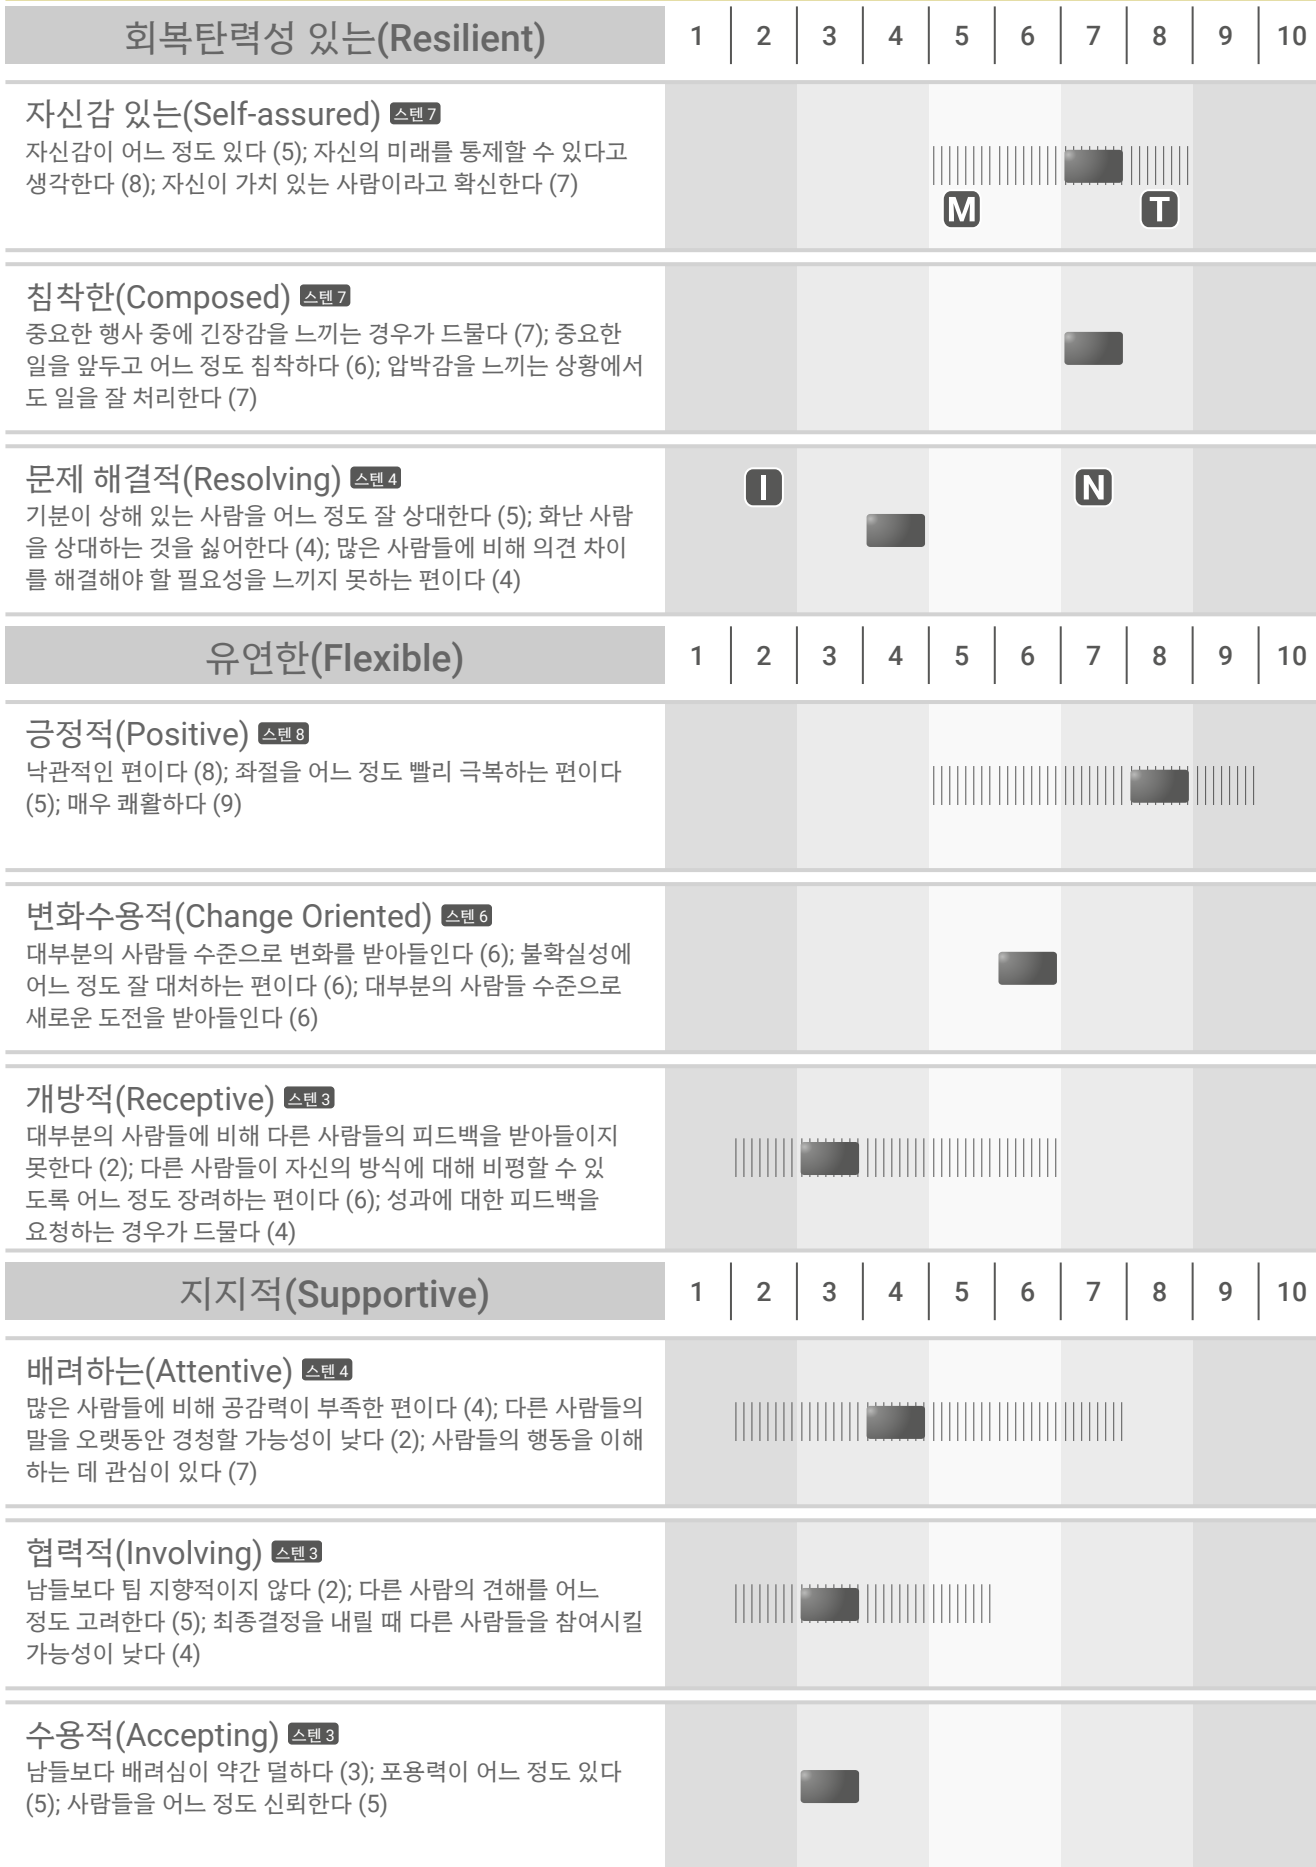 회복탄력성 있는(Resilient) 1 2 3 4 5 6 7 8 9 10
자신감 있는(Self-assured) 스텐 7
자신감이 어느 정도 있다 (5); 자신의 미래를 통제할 수 있다고
생각한다 (8); 자신이 가치 있는 사람이라고 확신한다 (7)
M T
침착한(Composed) 스텐 7
중요한 행사 중에 긴장감을 느끼는 경우가 드물다 (7); 중요한
일을 앞두고 어느 정도 침착하다 (6); 압박감을 느끼는 상황에서
도 일을 잘 처리한다 (7)
문제 해결적(Resolving) 스텐 4 I N
기분이 상해 있는 사람을 어느 정도 잘 상대한다 (5); 화난 사람
을 상대하는 것을 싫어한다 (4); 많은 사람들에 비해 의견 차이
를 해결해야 할 필요성을 느끼지 못하는 편이다 (4)
유연한(Flexible) 1 2 3 4 5 6 7 8 9 10
긍정적(Positive) 스텐 8
낙관적인 편이다 (8); 좌절을 어느 정도 빨리 극복하는 편이다
(5); 매우 쾌활하다 (9)
변화수용적(Change Oriented) 스텐 6
대부분의 사람들 수준으로 변화를 받아들인다 (6); 불확실성에
어느 정도 잘 대처하는 편이다 (6); 대부분의 사람들 수준으로
새로운 도전을 받아들인다 (6)
개방적(Receptive) 스텐 3
대부분의 사람들에 비해 다른 사람들의 피드백을 받아들이지
못한다 (2); 다른 사람들이 자신의 방식에 대해 비평할 수 있
도록 어느 정도 장려하는 편이다 (6); 성과에 대한 피드백을
요청하는 경우가 드물다 (4)
지지적(Supportive) 1 2 3 4 5 6 7 8 9 10
배려하는(Attentive) 스텐 4
많은 사람들에 비해 공감력이 부족한 편이다 (4); 다른 사람들의
말을 오랫동안 경청할 가능성이 낮다 (2); 사람들의 행동을 이해
하는 데 관심이 있다 (7)
협력적(Involving) 스텐 3
남들보다 팀 지향적이지 않다 (2); 다른 사람의 견해를 어느
정도 고려한다 (5); 최종결정을 내릴 때 다른 사람들을 참여시킬
가능성이 낮다 (4)
수용적(Accepting) 스텐 3
남들보다 배려심이 약간 덜하다 (3); 포용력이 어느 정도 있다
(5); 사람들을 어느 정도 신뢰한다 (5)